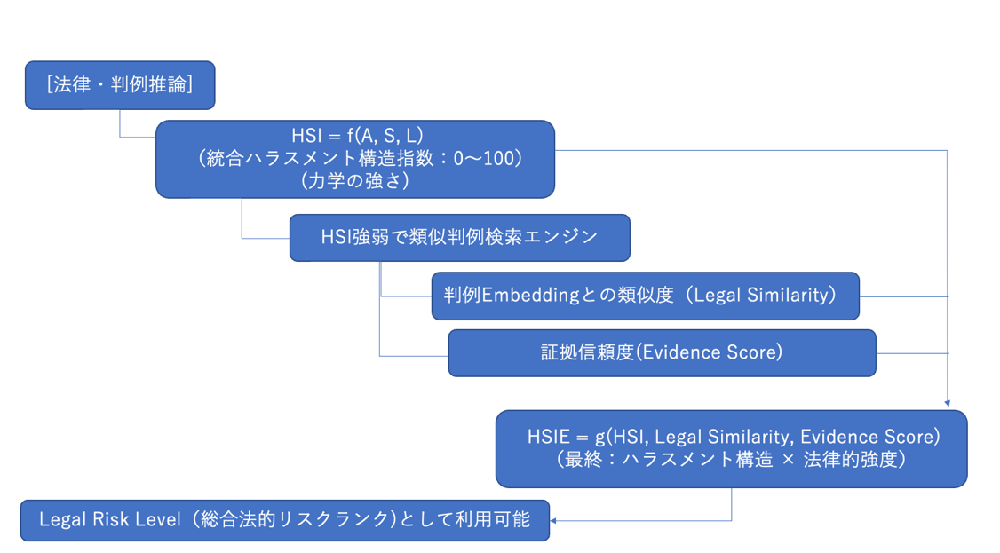 [法律・判例推論]
HSI = f(A, S, L)
（統合ハラスメント構造指数：0〜100）
(力学の強さ)
HSI強弱で類似判例検索エンジン
判例Embeddingとの類似度（Legal Similarity）
証拠信頼度(Evidence Score)
HSIE = g(HSI, Legal Similarity, Evidence Score)
（最終：ハラスメント構造 × 法律的強度）
Legal Risk Level（総合法的リスクランク)として利用可能